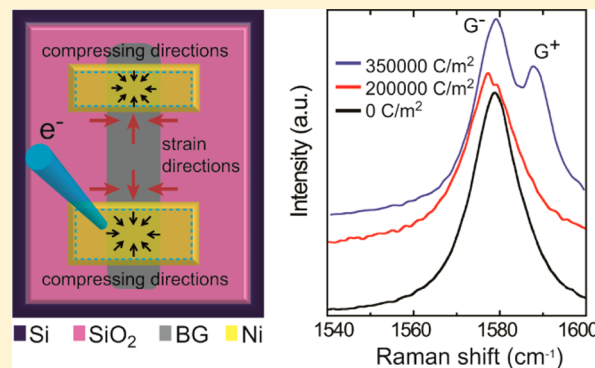 compressing directions
e⁻
strain
directions
compressing directions
Si SiO₂ BG Ni
G⁻
G⁺
350000 C/m²
200000 C/m²
0 C/m²
Intensity (a.u.)
1540 1560 1580 1600
Raman shift (cm⁻¹)